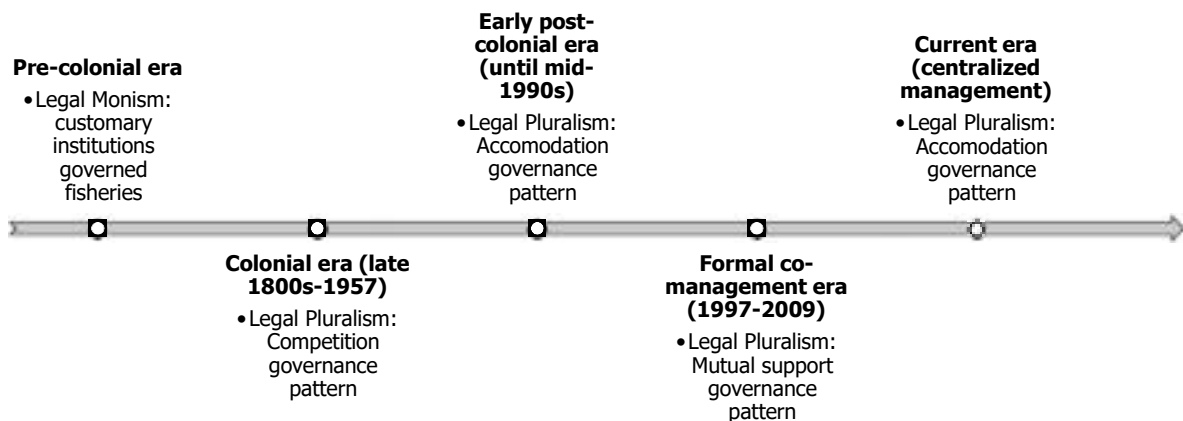 Pre-colonial era
•Legal Monism:
customary
institutions
governed
fisheries
Colonial era (late
1800s-1957)
•Legal Pluralism:
Competition
governance
pattern
Early post-
colonial era
(until mid-
1990s)
•Legal Pluralism:
Accomodation
governance
pattern
Formal co-
management era
(1997-2009)
•Legal Pluralism:
Mutual support
governance
pattern
Current era
(centralized
management)
•Legal Pluralism:
Accomodation
governance
pattern